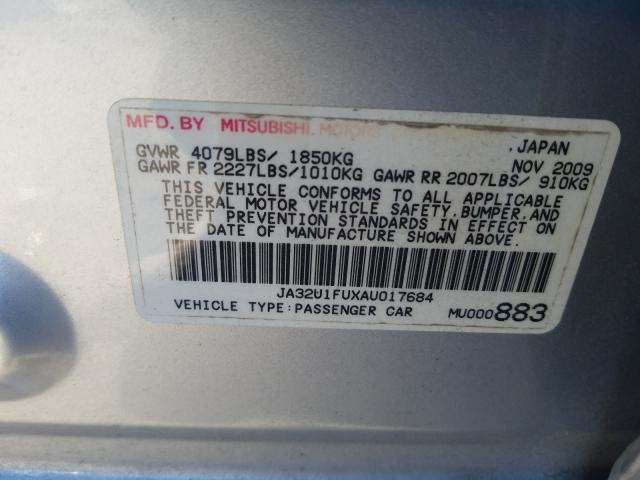 MFD. BY MITSUBISHI MOTORS
. JAPAN
GVWR 4079LBS/ 1850KG NOV 2009
GAWR FR 2227LBS/1010KG GAWR RR 2007LBS/ 910KG
THIS VEHICLE CONFORMS TO ALL APPLICABLE
FEDERAL MOTOR VEHICLE SAFETY, BUMPER, AND
THEFT PREVENTION STANDARDS IN EFFECT ON
THE DATE OF MANUFACTURE SHOWN ABOVE.
JA32U1FUXAU017684
VEHICLE TYPE:PASSENGER CAR MU000883